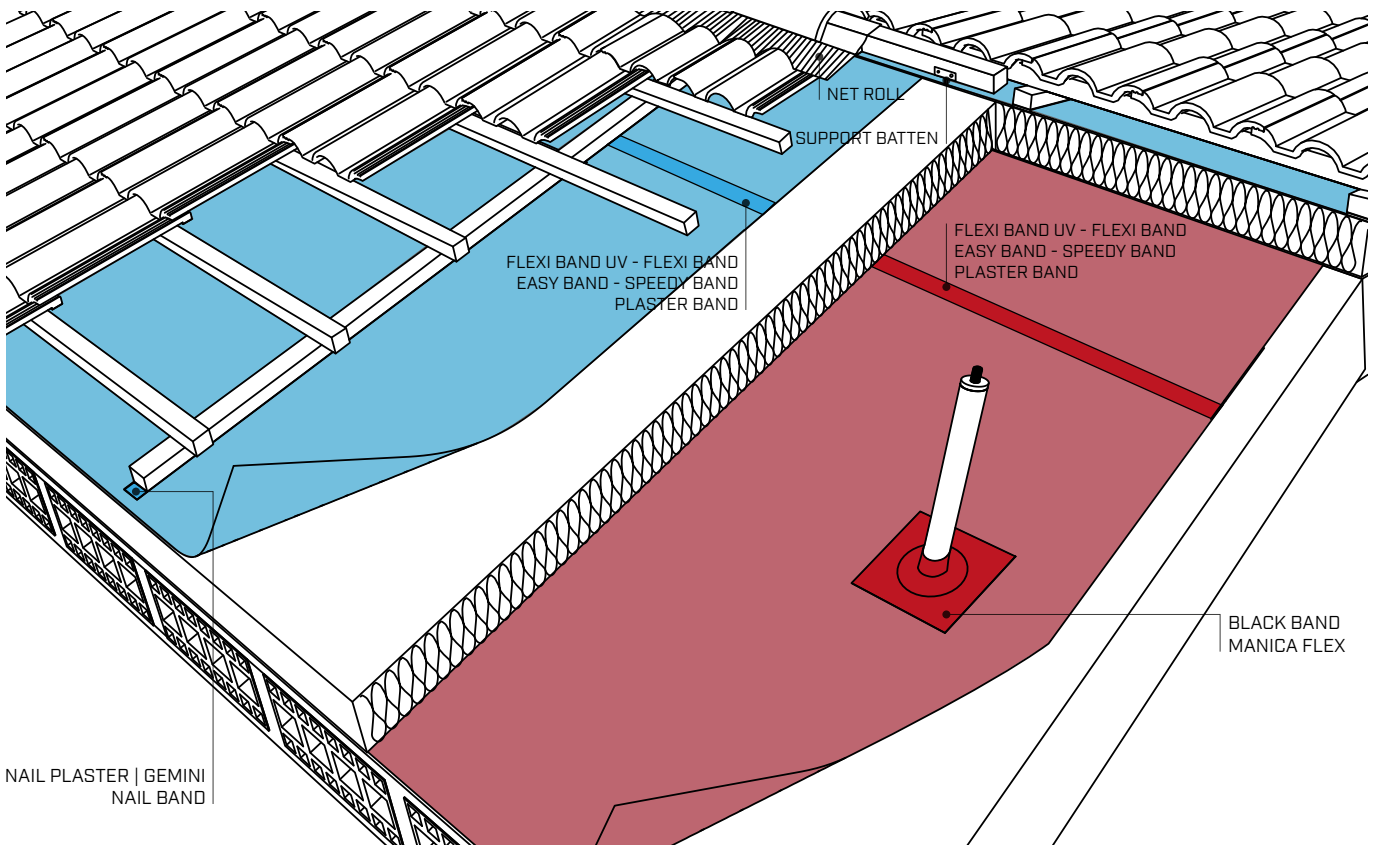 NET ROLL
SUPPORT BATTEN
FLEXI BAND UV - FLEXI BAND
EASY BAND - SPEEDY BAND
PLASTER BAND
FLEXI BAND UV - FLEXI BAND
EASY BAND - SPEEDY BAND
PLASTER BAND
BLACK BAND
MANICA FLEX
NAIL PLASTER | GEMINI
NAIL BAND